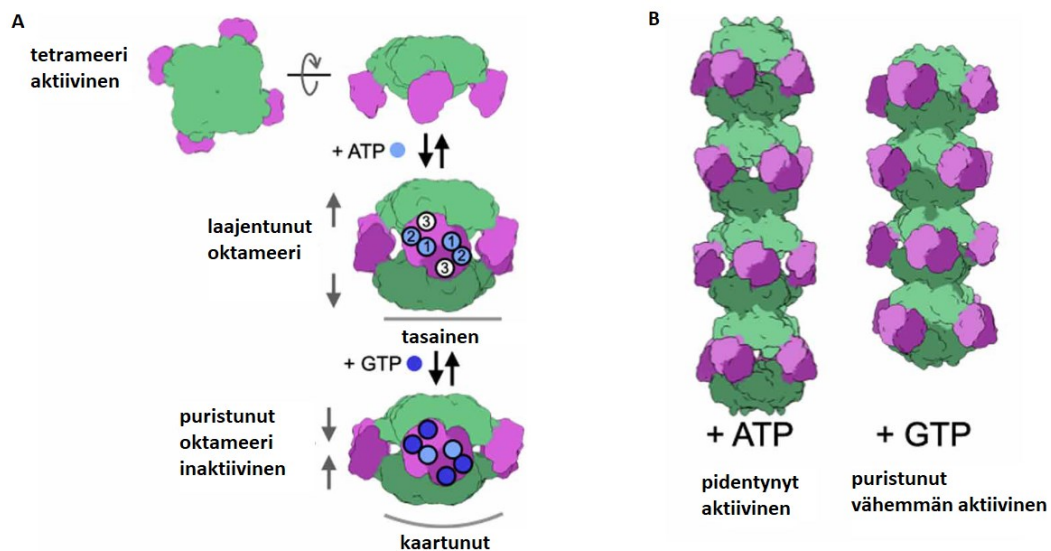 A
tetrameeri
aktiivinen
+ ATP
laajentunut
oktameeri
3
2
1
1
2
3
tasainen
+ GTP
puristunut
oktameeri
inaktiivinen
kaartunut
B
+ ATP
pidentynyt
aktiivinen
+ GTP
puristunut
vähemmän aktiivinen